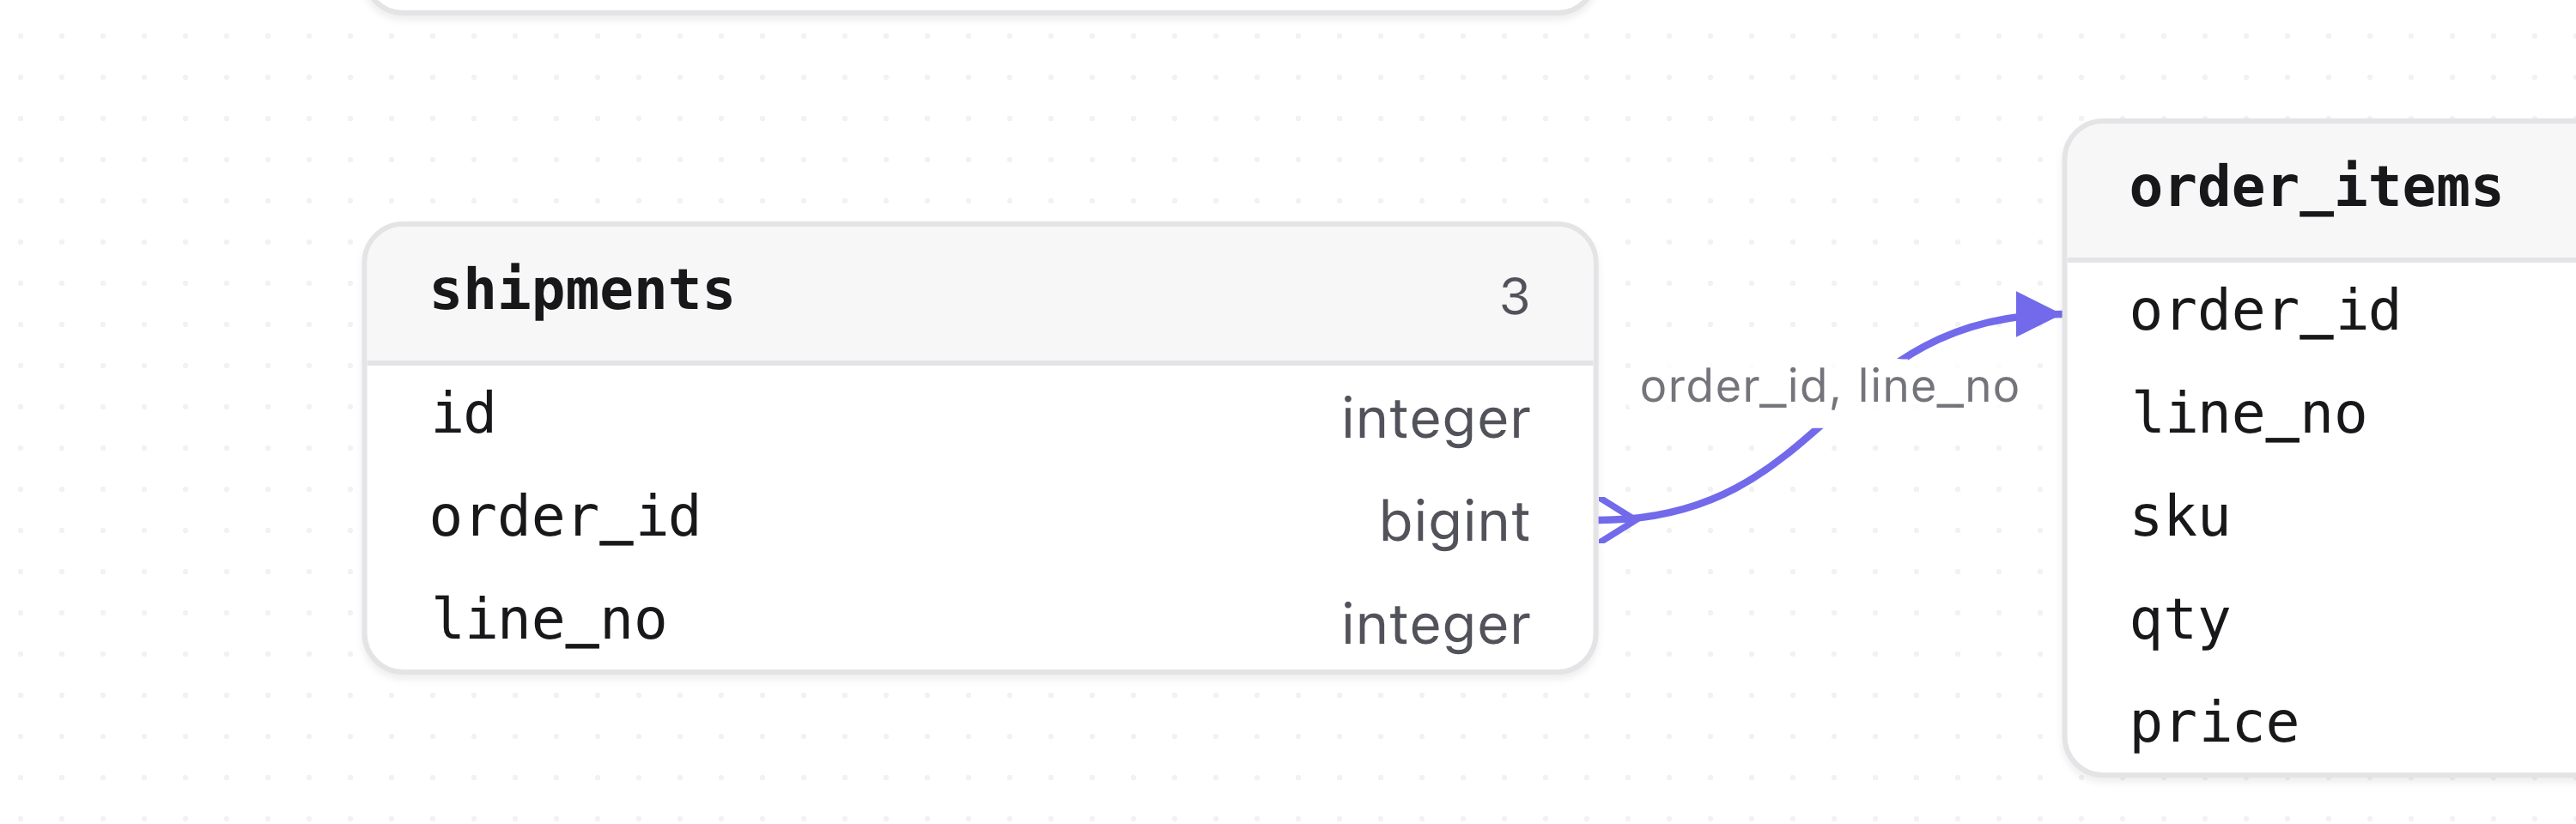 shipments 3
id integer
order_id bigint
line_no integer
order_id, line_no
order_items
order_id
line_no
sku
qty
price